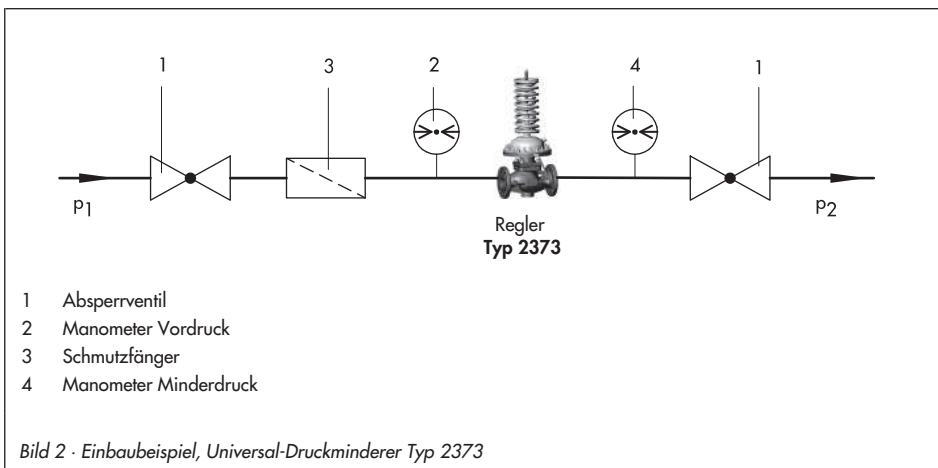 1 3 2 4 1
p1 p2
Regler
Typ 2373
1 Absperrventil
2 Manometer Vordruck
3 Schmutzfänger
4 Manometer Minderdruck
Bild 2 · Einbaubeispiel, Universal-Druckminderer Typ 2373